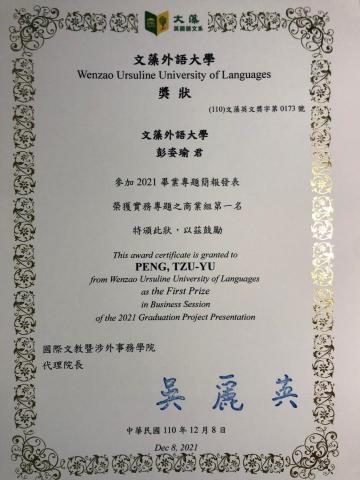 文藻
英國語文系
文藻外語大學
Wenzao Ursuline University of Languages
獎狀
(110)文藻英文獎字第 0173 號
文藻外語大學
彭姿瑜 君
參加 2021 畢業專題簡報發表
榮獲實務專題之商業組第一名
特頒此狀，以茲鼓勵
This award certificate is granted to
PENG, TZU-YU
from Wenzao Ursuline University of Languages
as the First Prize
in Business Session
of the 2021 Graduation Project Presentation
國際文教暨涉外事務學院
代理院長
吳麗英
中華民國 110 年 12 月 8 日
Dec 8, 2021